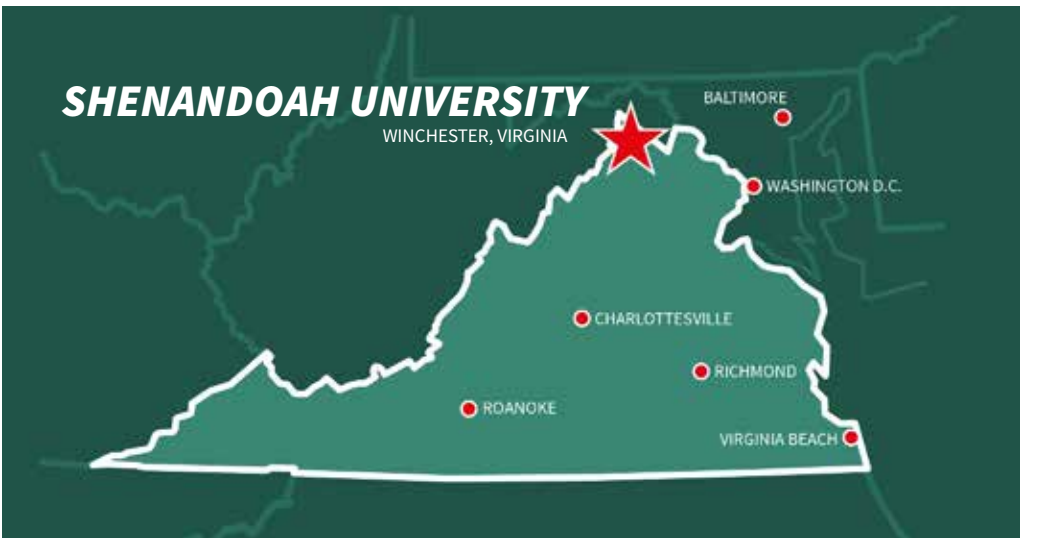 SHENANDOAH UNIVERSITY
WINCHESTER, VIRGINIA
BALTIMORE
WASHINGTON D.C.
CHARLOTTESVILLE
RICHMOND
ROANOKE
VIRGINIA BEACH